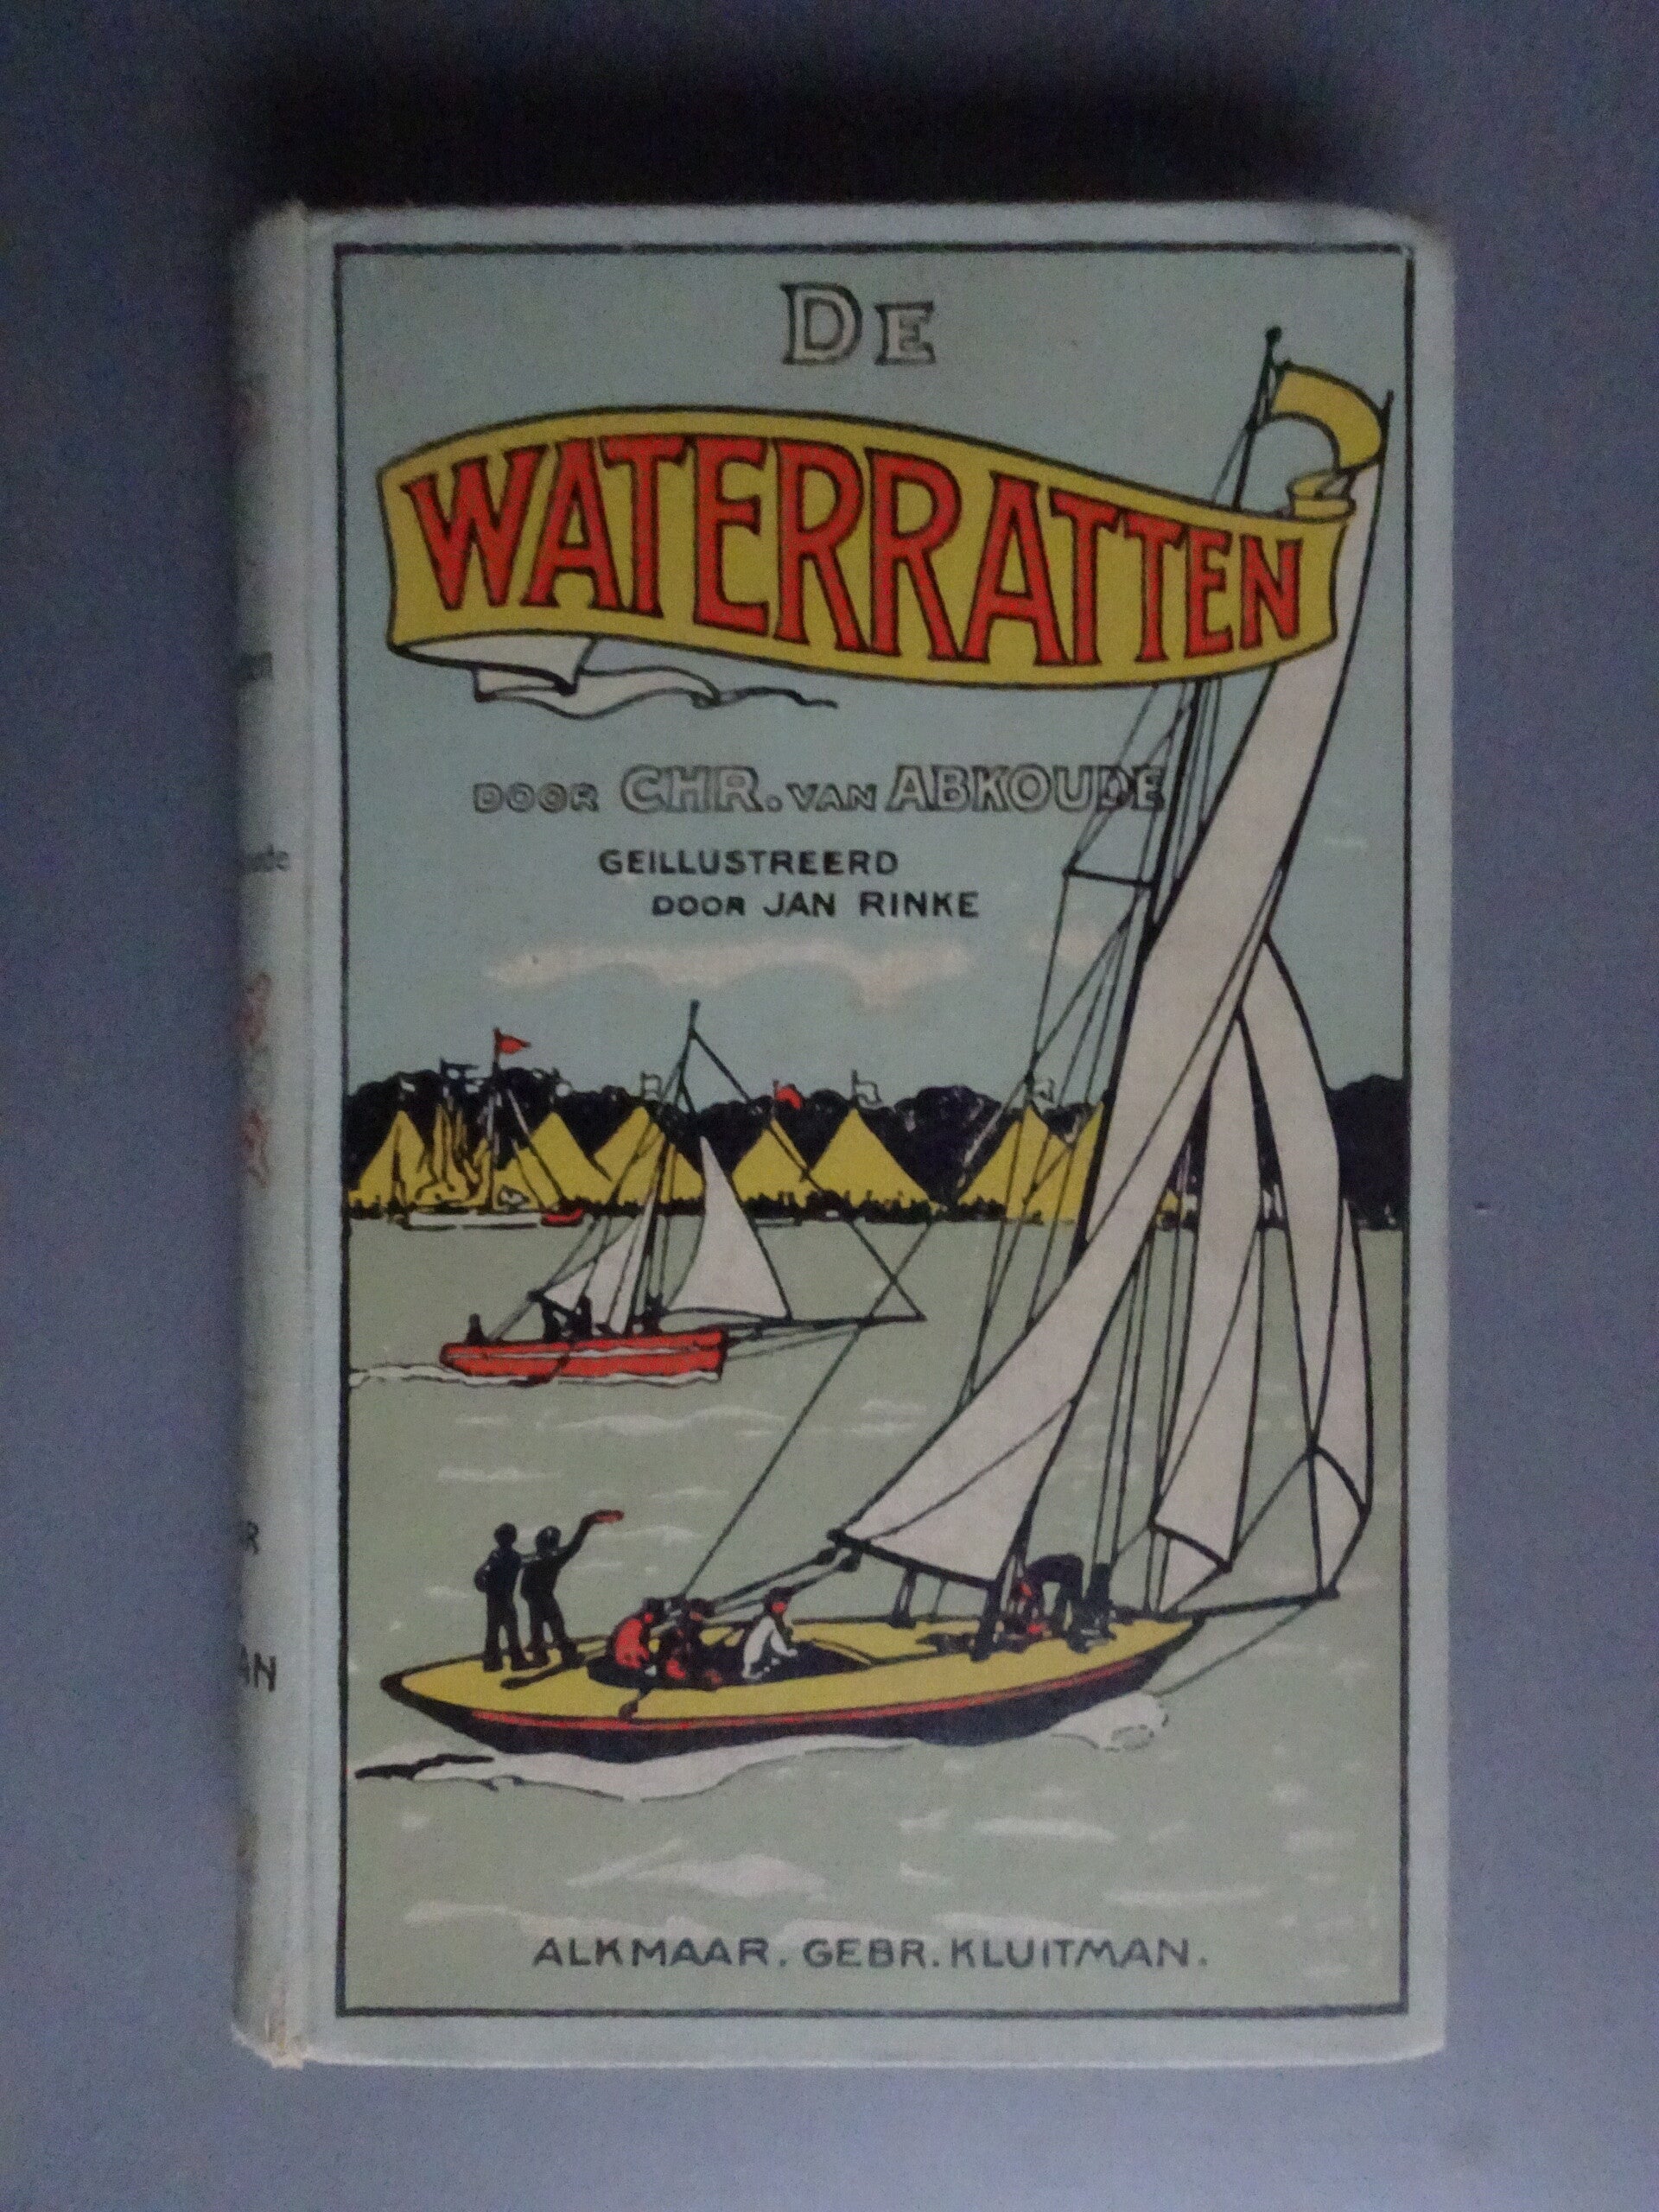 DE
WATERRATTEN
DOOR CHR. VAN ABKOUDE
GEILLUSTREERD
DOOR JAN RINKE
ALKMAAR. GEBR. KLUITMAN.